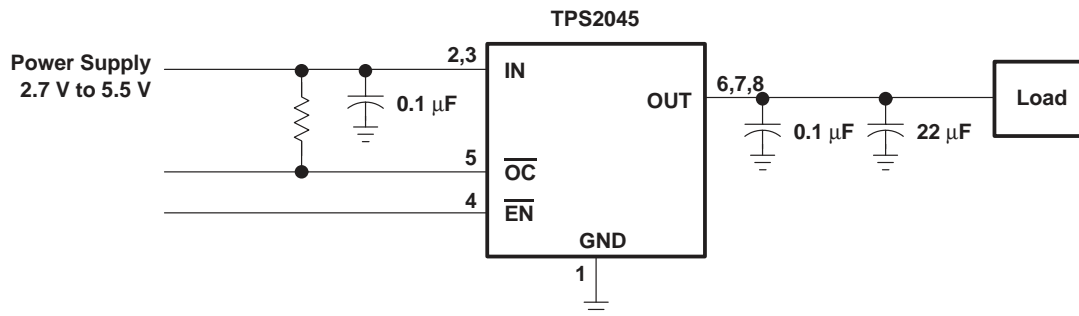 TPS2045
Power Supply
2.7 V to 5.5 V
2,3
IN
0.1 μF
OUT
6,7,8
0.1 μF
22 μF
Load
5
OC
4
EN
GND
1